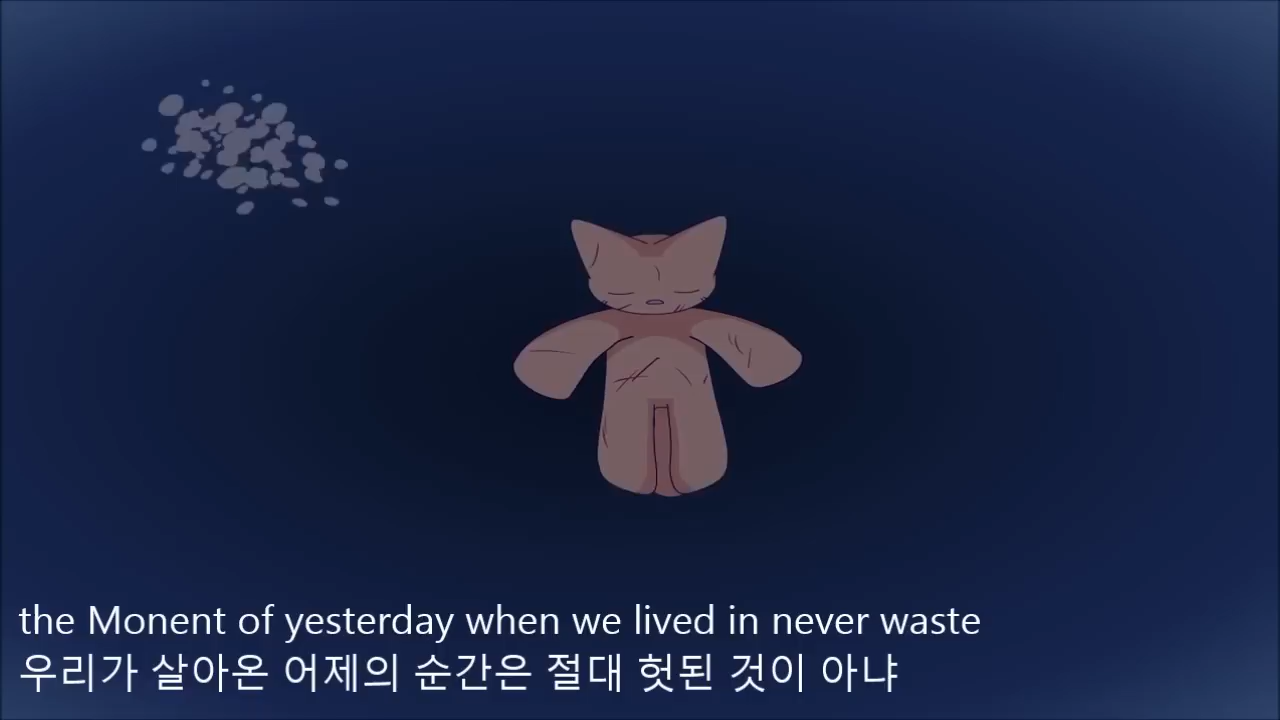 the Monent of yesterday when we lived in never waste
우리가 살아온 어제의 순간은 절대 헛된 것이 아냐